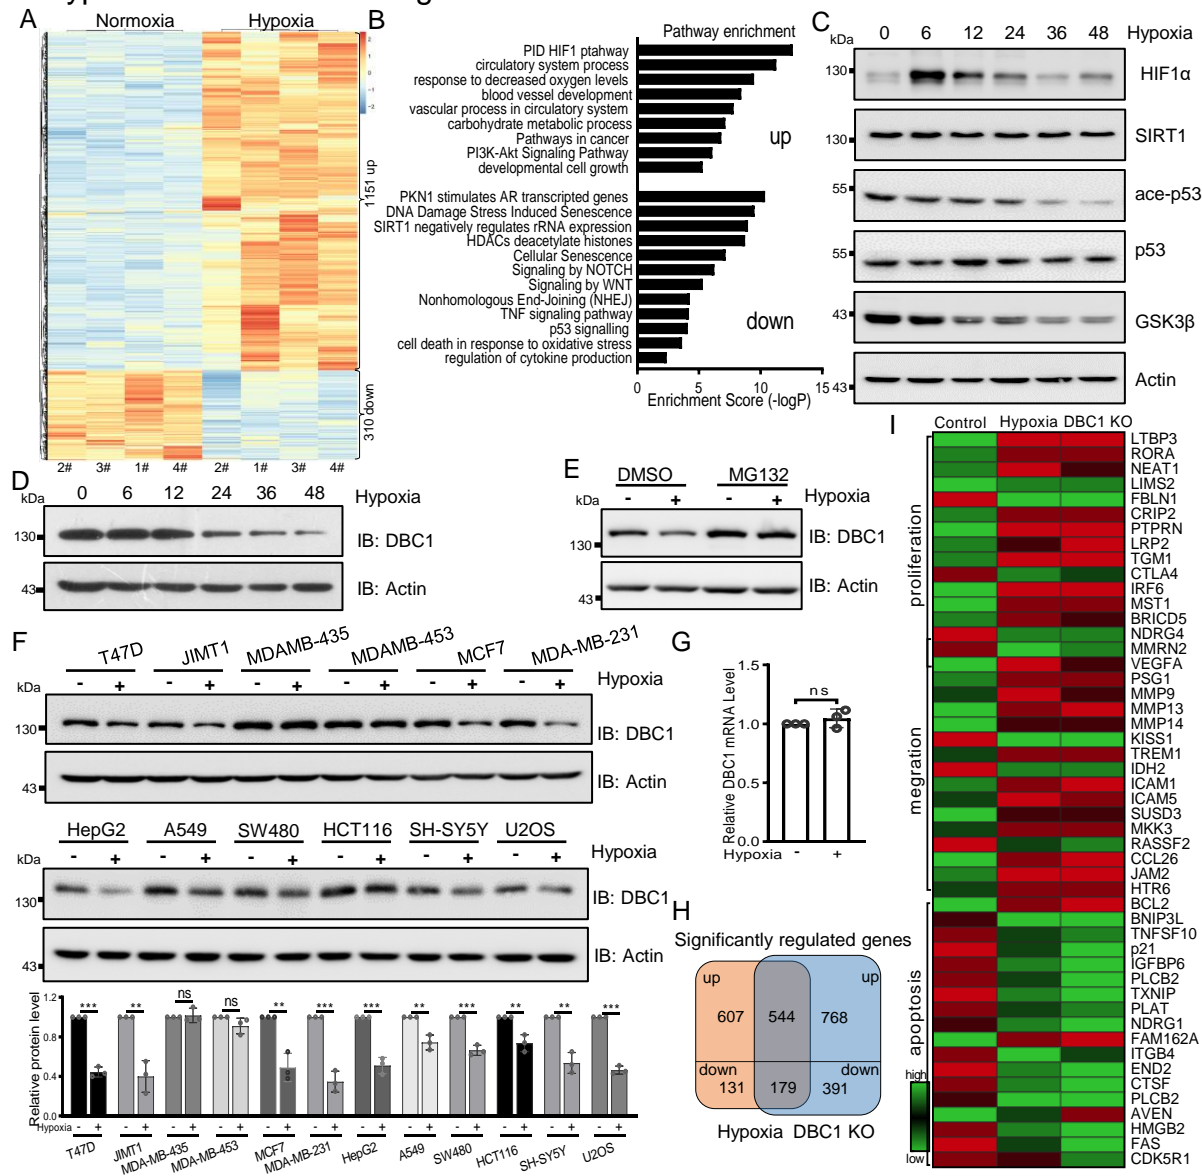 A
Normoxia
Hypoxia
2
1
0
−1
−2
1151 up
310 down
2#
3#
1#
4#
2#
1#
3#
4#
B
Pathway enrichment
PID HIF1 ptahway
circulatory system process
response to decreased oxygen levels
blood vessel development
vascular process in circulatory system
carbohydrate metabolic process
Pathways in cancer
PI3K-Akt Signaling Pathway
developmental cell growth
up
PKN1 stimulates AR transcripted genes
DNA Damage Stress Induced Senescence
SIRT1 negatively regulates rRNA expression
HDACs deacetylate histones
Cellular Senescence
Signaling by NOTCH
Signaling by WNT
Nonhomologous End-Joining (NHEJ)
TNF signaling pathway
p53 signalling
cell death in response to oxidative stress
regulation of cytokine production
down
0 5 10 15
Enrichment Score (-logP)
C
kDa
0 6 12 24 36 48 Hypoxia
130 HIF1α
130 SIRT1
55 ace-p53
55 p53
43 GSK3β
43 Actin
D
kDa
0 6 12 24 36 48 Hypoxia
130 IB: DBC1
43 IB: Actin
E
DMSO MG132
kDa
- + - + Hypoxia
130 IB: DBC1
43 IB: Actin
F
T47D JIMT1 MDAMB-435 MDAMB-453 MCF7 MDA-MB-231
kDa
- + - + - + - + - + - + Hypoxia
130 IB: DBC1
43 IB: Actin
HepG2 A549 SW480 HCT116 SH-SY5Y U2OS
- + - + - + - + - + - + Hypoxia
130 IB: DBC1
43 IB: Actin
Relative protein level
1.2
0.8
0.4
0.0
*** ** ns ns ** *** *** ** *** ** ** ***
Hypoxia - + - + - + - + - + - + - + - + - + - + - + - +
T47D JIMT1 MDA-MB-435 MDA-MB-453 MCF7 MDA-MB-231 HepG2 A549 SW480 HCT116 SH-SY5Y U2OS
G
Relative DBC1 mRNA Level
1.5
1.0
0.5
0.0
ns
Hypoxia - +
H
Significantly regulated genes
up up
607 544 768
down down
131 179 391
Hypoxia DBC1 KO
I
Control Hypoxia DBC1 KO
proliferation
megration
apoptosis
high
low
LTBP3
RORA
NEAT1
LIMS2
FBLN1
CRIP2
PTPRN
LRP2
TGM1
CTLA4
IRF6
MST1
BRICD5
NDRG4
MMRN2
VEGFA
PSG1
MMP9
MMP13
MMP14
KISS1
TREM1
IDH2
ICAM1
ICAM5
SUSD3
MKK3
RASSF2
CCL26
JAM2
HTR6
BCL2
BNIP3L
TNFSF10
p21
IGFBP6
PLCB2
TXNIP
PLAT
NDRG1
FAM162A
ITGB4
END2
CTSF
PLCB2
AVEN
HMGB2
FAS
CDK5R1